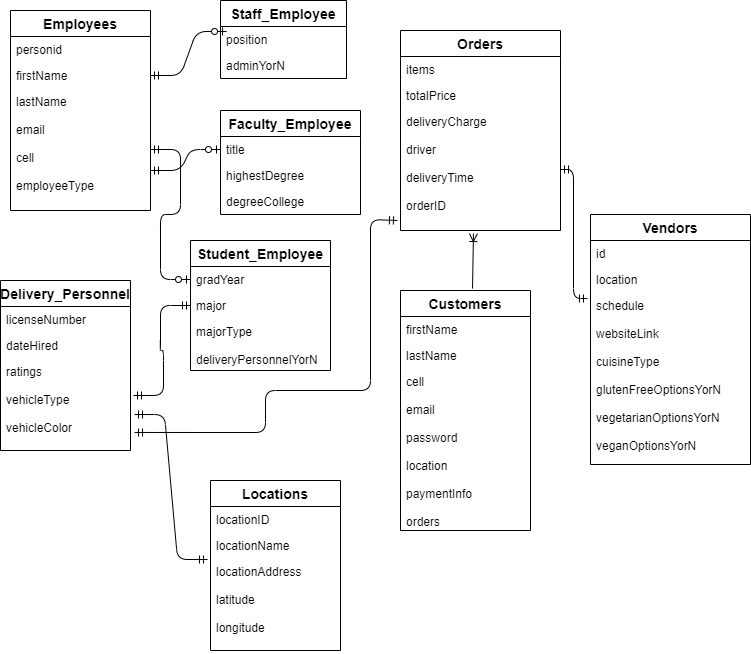 Employees
personid
firstName
lastName
email
cell
employeeType
Staff_Employee
position
adminYorN
Faculty_Employee
title
highestDegree
degreeCollege
Student_Employee
gradYear
major
majorType
deliveryPersonnelYorN
Delivery_Personnel
licenseNumber
dateHired
ratings
vehicleType
vehicleColor
Locations
locationID
locationName
locationAddress
latitude
longitude
Orders
items
totalPrice
deliveryCharge
driver
deliveryTime
orderID
Customers
firstName
lastName
cell
email
password
location
paymentInfo
orders
Vendors
id
location
schedule
websiteLink
cuisineType
glutenFreeOptionsYorN
vegetarianOptionsYorN
veganOptionsYorN